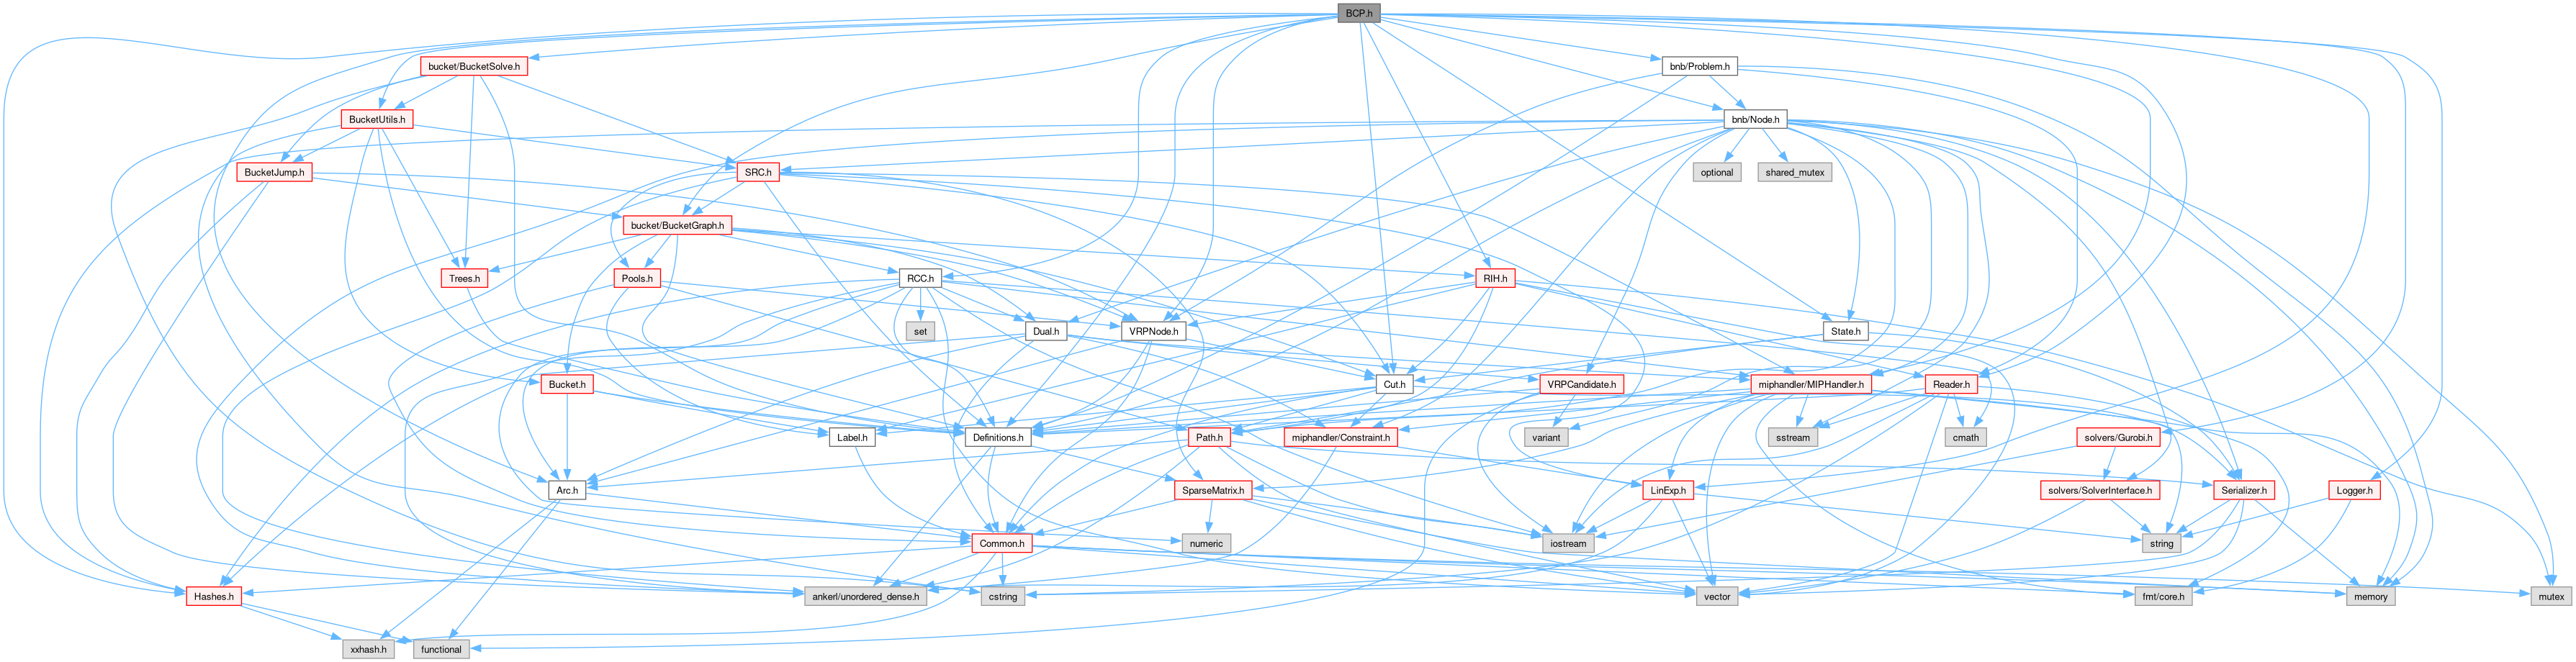 BCP.h
bucket/BucketSolve.h
bnb/Problem.h
BucketUtils.h
bnb/Node.h
BucketJump.h
SRC.h
optional
shared_mutex
bucket/BucketGraph.h
Trees.h
Pools.h
RCC.h
RIH.h
set
Dual.h
VRPNode.h
State.h
Bucket.h
Cut.h
VRPCandidate.h
miphandler/MIPHandler.h
Reader.h
Label.h
Definitions.h
Path.h
miphandler/Constraint.h
variant
sstream
cmath
solvers/Gurobi.h
Arc.h
SparseMatrix.h
LinExp.h
solvers/SolverInterface.h
Serializer.h
Logger.h
Common.h
numeric
iostream
string
Hashes.h
ankerl/unordered_dense.h
cstring
vector
fmt/core.h
memory
mutex
xxhash.h
functional